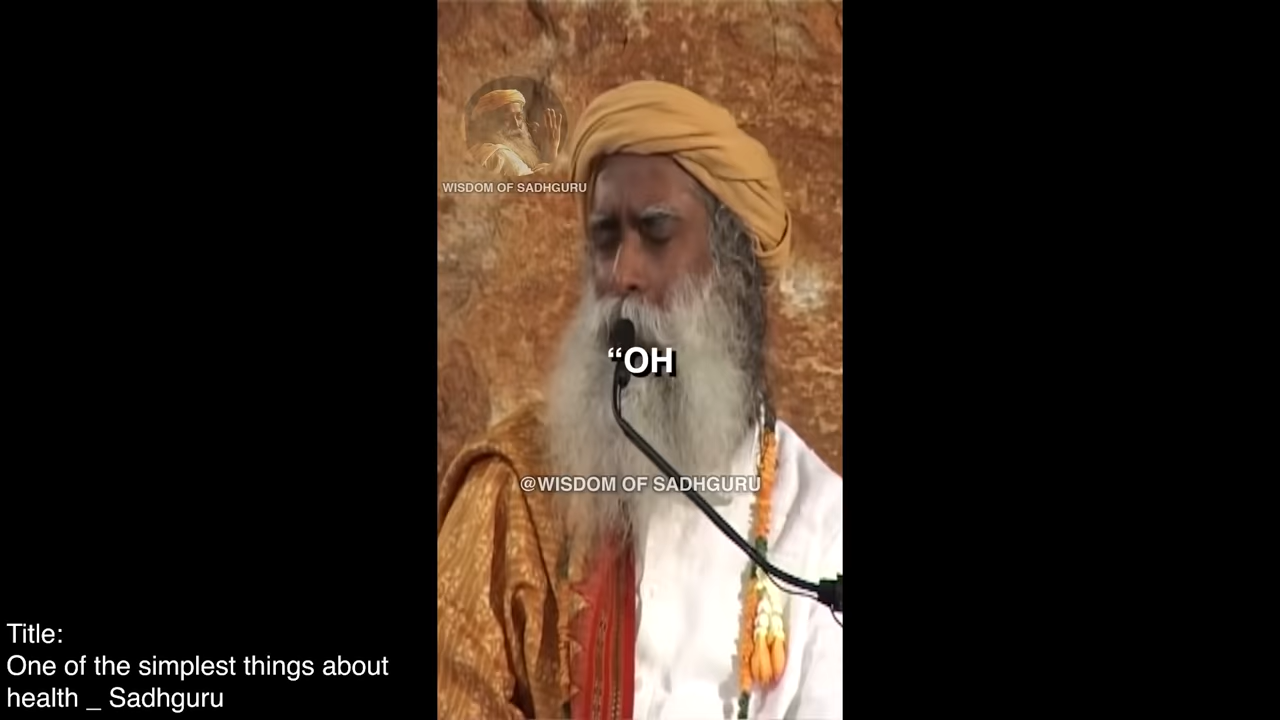 WISDOM OF SADHGURU
“OH
@WISDOM OF SADHGURU
Title:
One of the simplest things about
health _ Sadhguru